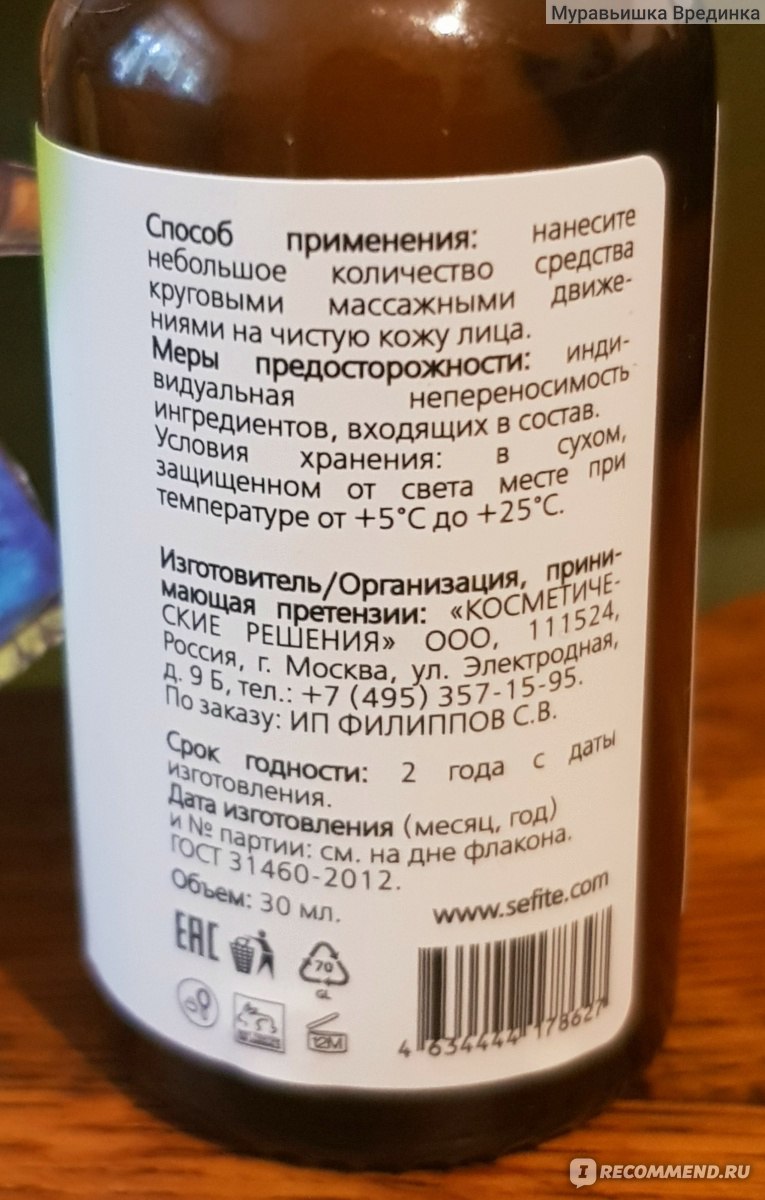 Муравьишка Врединка
Способ применения: нанесите
небольшое количество средства
круговыми массажными движе-
ниями на чистую кожу лица.
Меры предосторожности: инди-
видуальная непереносимость
ингредиентов, входящих в состав.
Условия хранения: в сухом,
защищенном от света месте при
температуре от +5°С до +25°С.
Изготовитель/Организация, прини-
мающая претензии: «КОСМЕТИЧЕ-
СКИЕ РЕШЕНИЯ» ООО, 111524,
Россия, г. Москва, ул. Электродная,
д. 9 Б, тел.: +7 (495) 357-15-95.
По заказу: ИП ФИЛИППОВ С.В.
Срок годности: 2 года с даты
изготовления.
Дата изготовления (месяц, год)
и № партии: см. на дне флакона.
ГОСТ 31460-2012.
Объем: 30 мл.
www.sefite.com
EAC
70
GL
12M
4 634444 178627
IRECOMMEND.RU